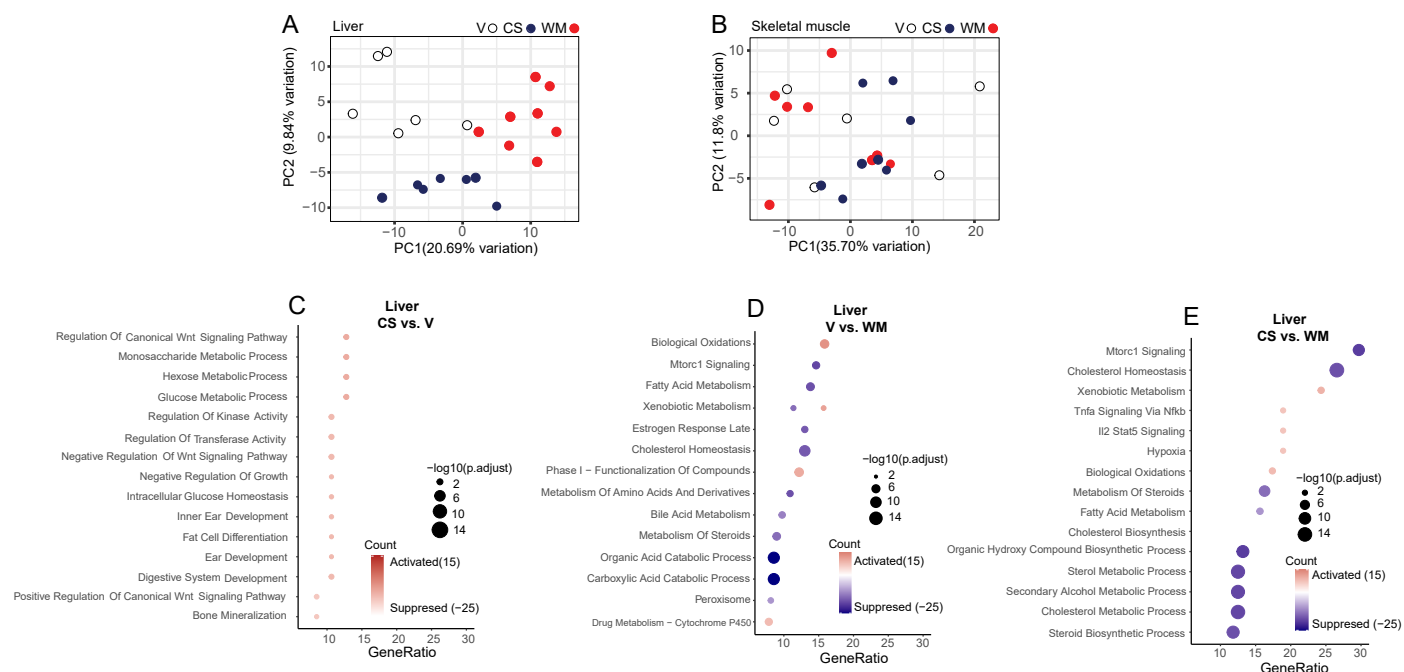 A
Liver
V CS WM
PC2 (9.84% variation)
10
5
0
−5
−10
−10 0 10
PC1(20.69% variation)
B
Skeletal muscle
V CS WM
PC2 (11.8% variation)
10
5
0
−5
−10 0 10 20
PC1(35.70% variation)
C
Liver
CS vs. V
Regulation Of Canonical Wnt Signaling Pathway
Monosaccharide Metabolic Process
Hexose Metabolic Process
Glucose Metabolic Process
Regulation Of Kinase Activity
Regulation Of Transferase Activity
Negative Regulation Of Wnt Signaling Pathway
Negative Regulation Of Growth
Intracellular Glucose Homeostasis
Inner Ear Development
Fat Cell Differentiation
Ear Development
Digestive System Development
Positive Regulation Of Canonical Wnt Signaling Pathway
Bone Mineralization
−log10(p.adjust)
2
6
10
14
Count
Activated(15)
Suppresed (−25)
10 15 20 25 30
GeneRatio
D
Liver
V vs. WM
Biological Oxidations
Mtorc1 Signaling
Fatty Acid Metabolism
Xenobiotic Metabolism
Estrogen Response Late
Cholesterol Homeostasis
Phase I − Functionalization Of Compounds
Metabolism Of Amino Acids And Derivatives
Bile Acid Metabolism
Metabolism Of Steroids
Organic Acid Catabolic Process
Carboxylic Acid Catabolic Process
Peroxisome
Drug Metabolism − Cytochrome P450
−log10(p.adjust)
2
6
10
14
Count
Activated(15)
Suppresed (−25)
10 15 20 25 30
GeneRatio
E
Liver
CS vs. WM
Mtorc1 Signaling
Cholesterol Homeostasis
Xenobiotic Metabolism
Tnfa Signaling Via Nfkb
Il2 Stat5 Signaling
Hypoxia
Biological Oxidations
Metabolism Of Steroids
Fatty Acid Metabolism
Cholesterol Biosynthesis
Organic Hydroxy Compound Biosynthetic Process
Sterol Metabolic Process
Secondary Alcohol Metabolic Process
Cholesterol Metabolic Process
Steroid Biosynthetic Process
−log10(p.adjust)
2
6
10
14
Count
Activated (15)
Suppresed (−25)
10 15 20 25 30
GeneRatio